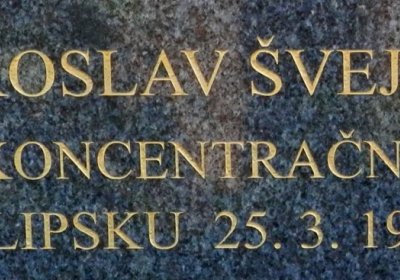 ROSLAV ŠVEJ
KONCENTRAČN
LIPSKU 25. 3. 19